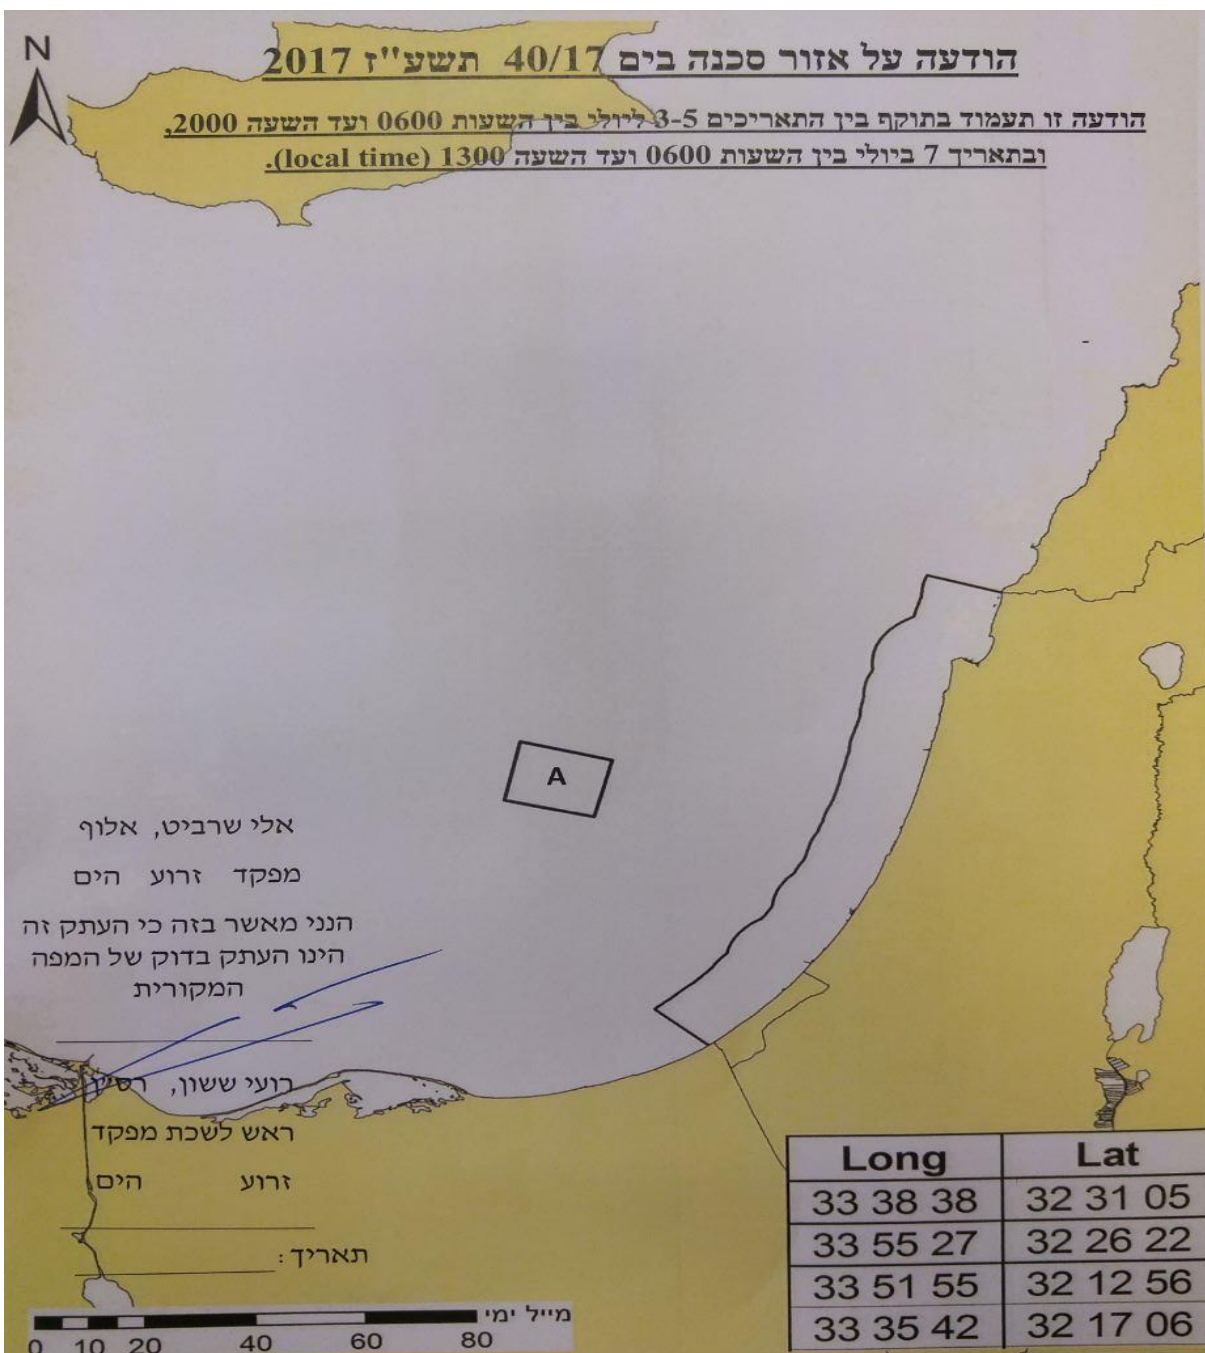 N
הודעה על אזור סכנה בים 40/17 תשע"ז 2017
הודעה זו תעמוד בתוקף בין התאריכים 3-5 ליולי בין השעות 0600 ועד השעה 2000,
ובתאריך 7 ביולי בין השעות 0600 ועד השעה 1300 (local time).
A
אלי שרביט, אלוף
מפקד זרוע הים
הנני מאשר בזה כי העתק זה
הינו העתק בדוק של המפה
המקורית
רועי ששון, רס"ן
ראש לשכת מפקד
זרוע הים
תאריך:
מייל ימי
0 10 20 40 60 80
Long Lat
33 38 38 32 31 05
33 55 27 32 26 22
33 51 55 32 12 56
33 35 42 32 17 06